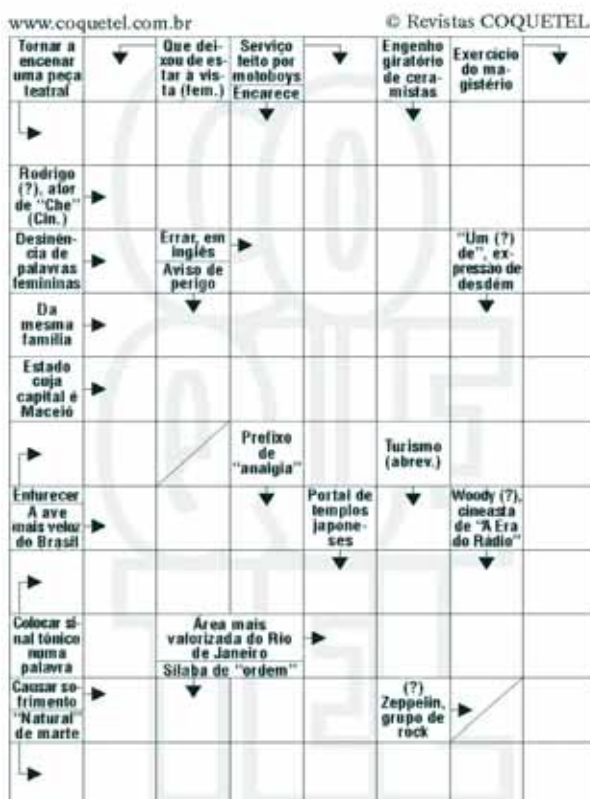 www.coquetel.com.br
© Revistas COQUETEL
Tornar a
encenar
uma peça
teatral
Que dei-
xou de es-
tar à vis-
ta (fem.)
Serviço
feito por
motoboys
Encarece
Engenho
giratório
de cera-
mistas
Exercício
do ma-
gistério
Rodrigo
(?), ator
de "Che"
(Cin.)
Desinên-
cia de
palavras
femininas
Errar, em
inglês
Aviso de
perigo
"Um (?)
de", ex-
pressão de
desdém
Da
mesma
família
Estado
cuja
capital é
Maceió
Prefixo
de
"analgia"
Turismo
(abrev.)
Enfurecer
A ave
mais veloz
do Brasil
Portal de
templos
japone-
ses
Woody (?),
cineasta
de "A Era
do Rádio"
Colocar si-
nal tônico
numa
palavra
Área mais
valorizada do Rio
de Janeiro
Sílaba de "ordem"
Causar so-
frimento
"Natural"
de marte
(?)
Zeppelin,
grupo de
rock
COQUETEL